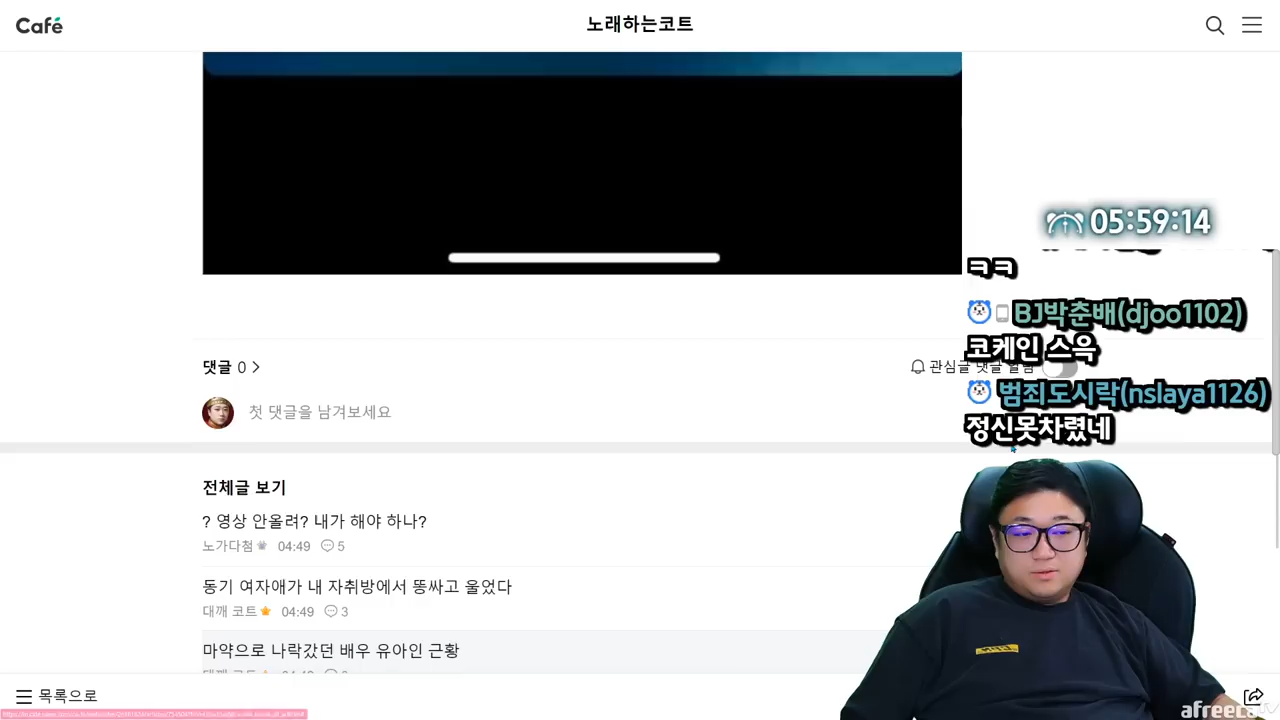 Café
노래하는코트
05:59:14
ㅋㅋ
BJ박춘배(djoo1102)
코케인 스윽
범죄도시락(nslaya1126)
정신못차렸네
댓글 0
관심글 댓글 알림
첫 댓글을 남겨보세요
전체글 보기
? 영상 안올려? 내가 해야 하나?
노가다첨 04:49 5
동기 여자애가 내 자취방에서 똥싸고 울었다
대깨 코트 04:49 3
마약으로 나락갔던 배우 유아인 근황
목록으로
afreecaTV